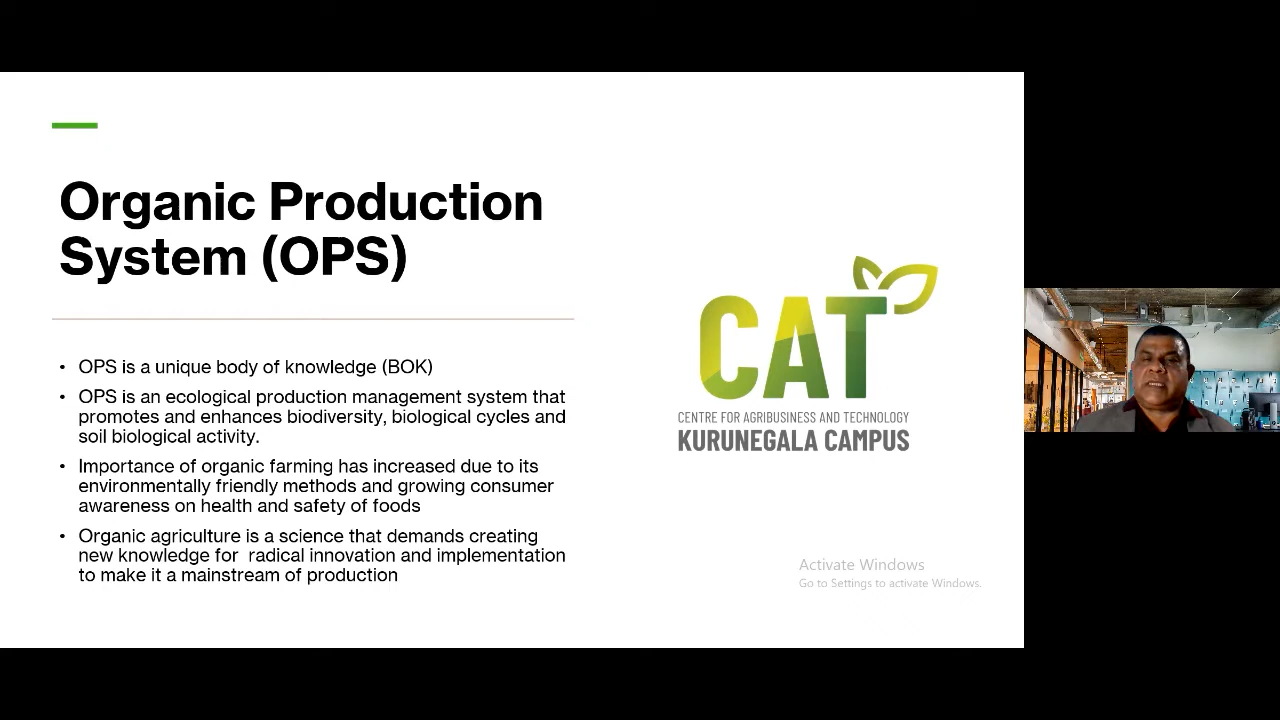 Organic Production
System (OPS)
• OPS is a unique body of knowledge (BOK)
• OPS is an ecological production management system that
promotes and enhances biodiversity, biological cycles and
soil biological activity.
• Importance of organic farming has increased due to its
environmentally friendly methods and growing consumer
awareness on health and safety of foods
• Organic agriculture is a science that demands creating
new knowledge for radical innovation and implementation
to make it a mainstream of production
CAT
CENTRE FOR AGRIBUSINESS AND TECHNOLOGY
KURUNEGALA CAMPUS
Activate Windows
Go to Settings to activate Windows.